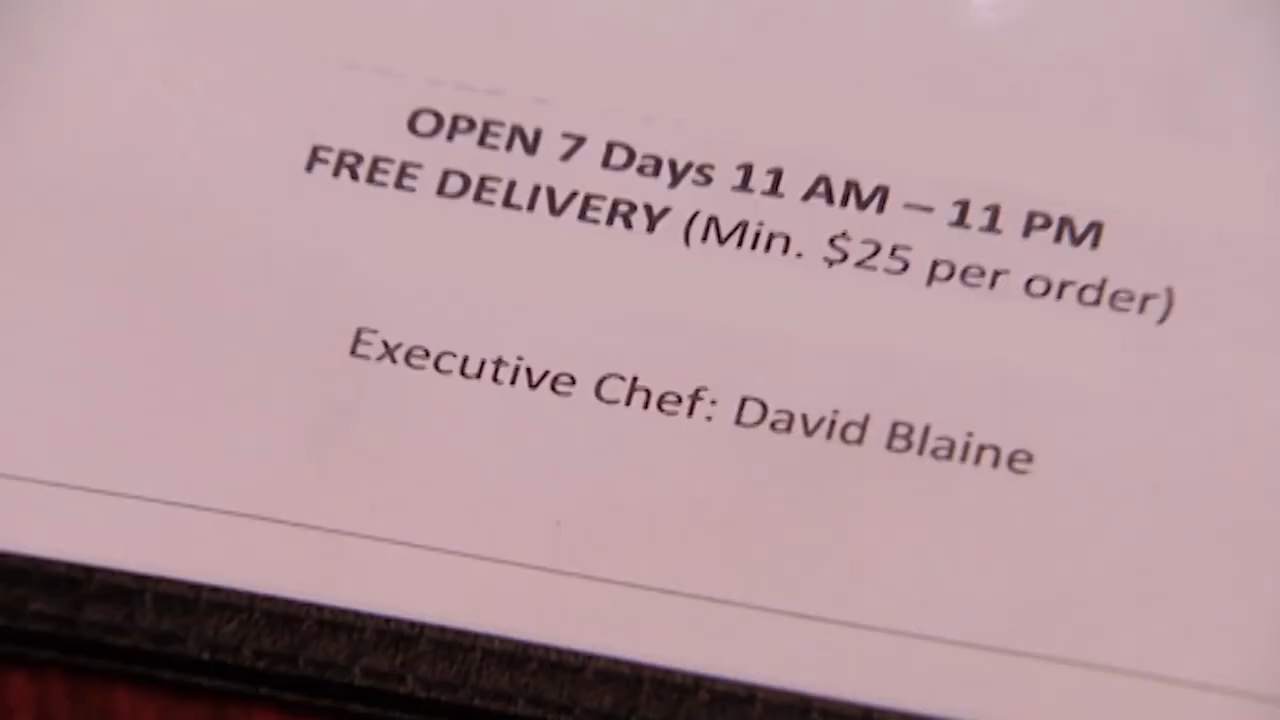 OPEN 7 Days 11 AM – 11 PM
FREE DELIVERY (Min. $25 per order)
Executive Chef: David Blaine